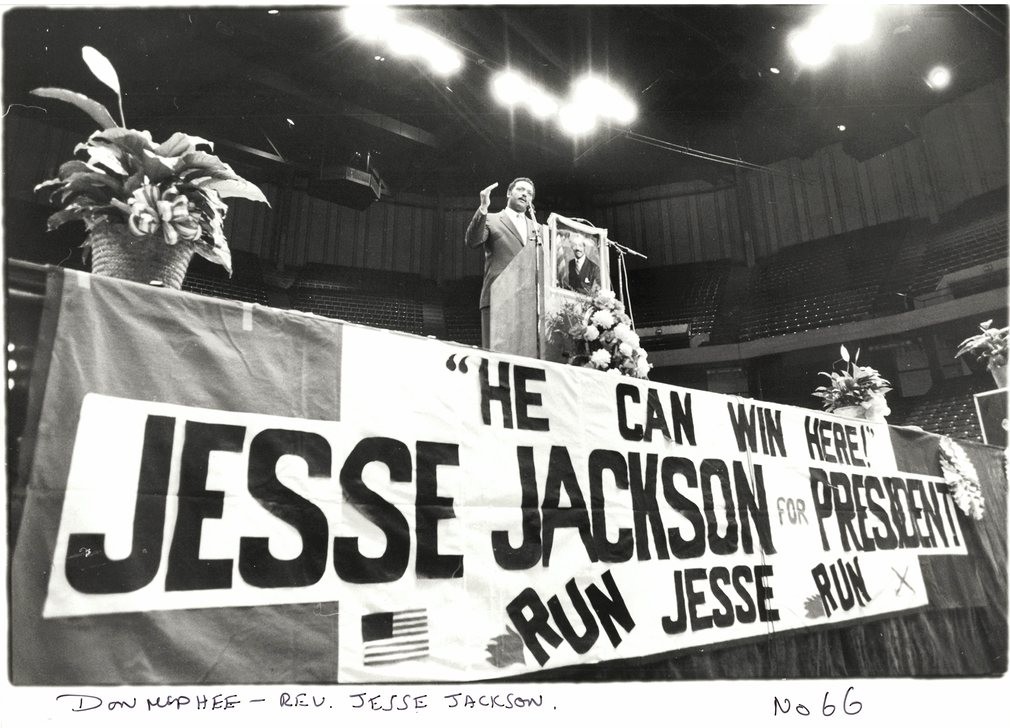 "HE CAN WIN HERE!"
JESSE JACKSON FOR PRESIDENT
RUN JESSE RUN
DON MCPHEE — REV. JESSE JACKSON.
No 66